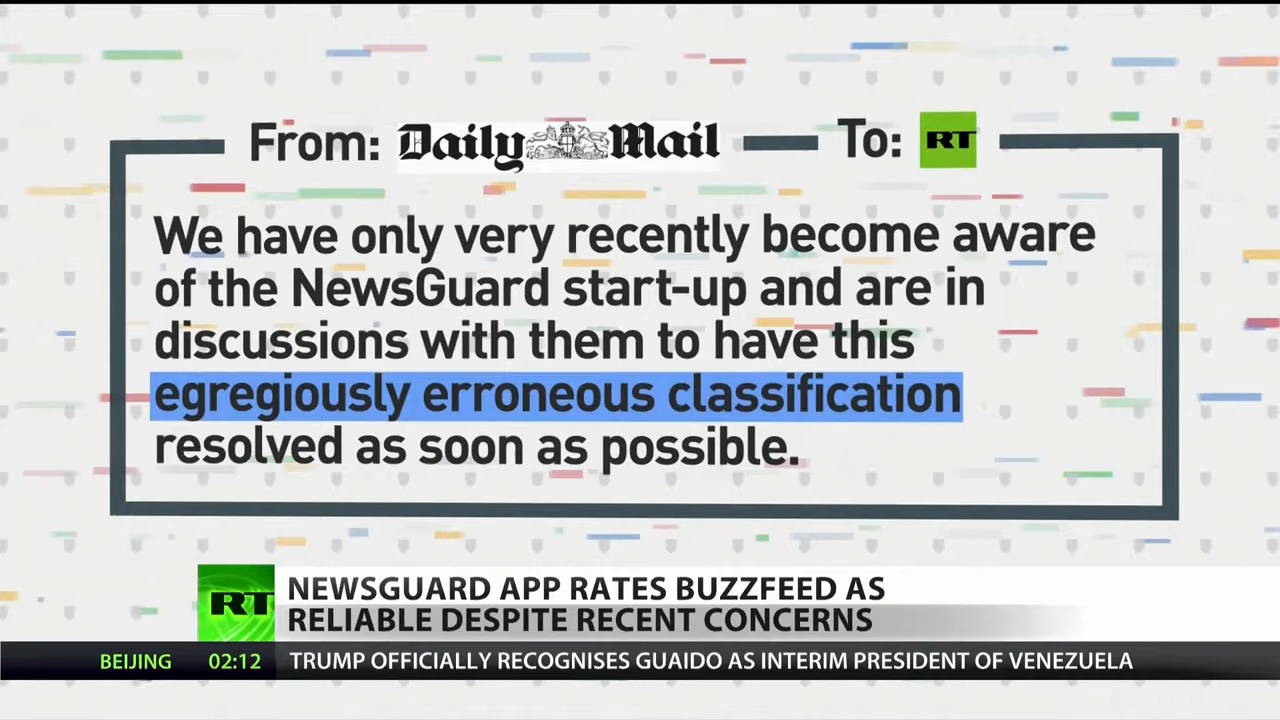 From: Daily Mail To: RT
We have only very recently become aware
of the NewsGuard start-up and are in
discussions with them to have this
egregiously erroneous classification
resolved as soon as possible.
RT
NEWSGUARD APP RATES BUZZFEED AS
RELIABLE DESPITE RECENT CONCERNS
BEIJING 02:12 TRUMP OFFICIALLY RECOGNISES GUAIDO AS INTERIM PRESIDENT OF VENEZUELA